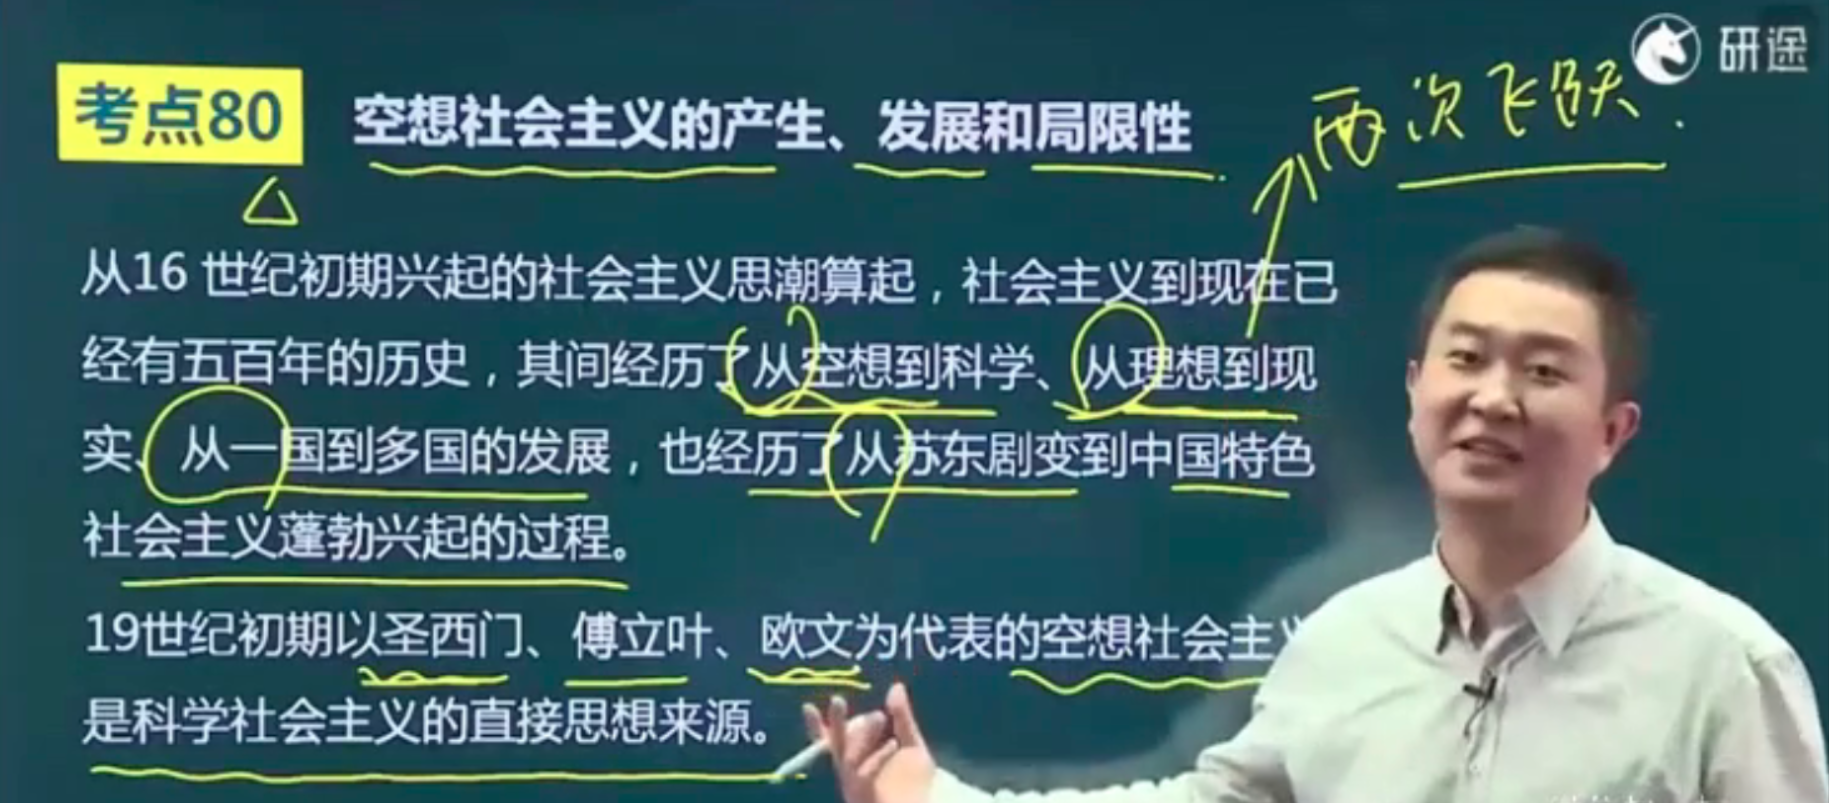 研途
考点80 空想社会主义的产生、发展和局限性
两次飞跃.
从16 世纪初期兴起的社会主义思潮算起，社会主义到现在已
经有五百年的历史，其间经历了从空想到科学、从理想到现
实、从一国到多国的发展，也经历了从苏东剧变到中国特色
社会主义蓬勃兴起的过程。
19世纪初期以圣西门、傅立叶、欧文为代表的空想社会主义
是科学社会主义的直接思想来源。